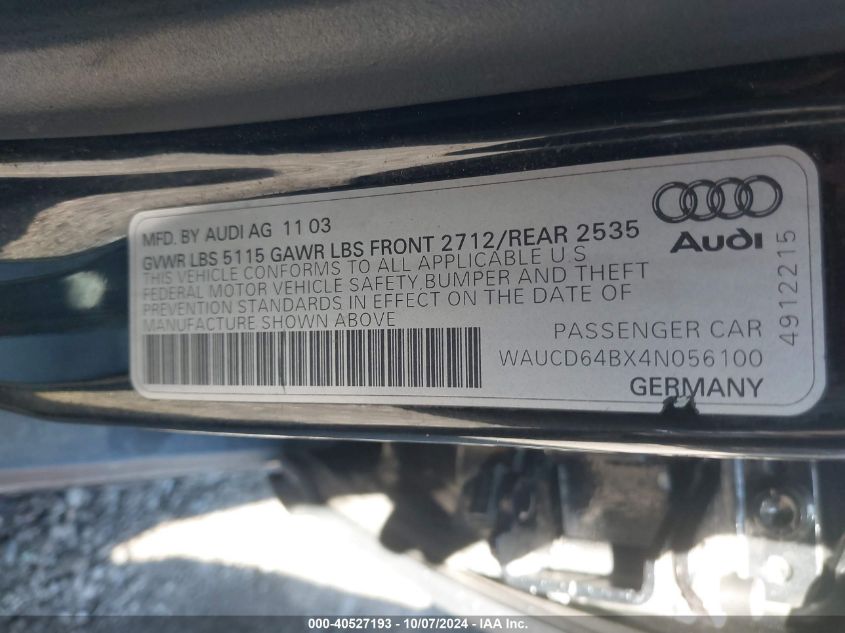 MFD. BY AUDI AG 11 03
GVWR LBS 5115 GAWR LBS FRONT 2712/REAR 2535
THIS VEHICLE CONFORMS TO ALL APPLICABLE U.S
FEDERAL MOTOR VEHICLE SAFETY,BUMPER AND THEFT
PREVENTION STANDARDS IN EFFECT ON THE DATE OF
MANUFACTURE SHOWN ABOVE
Audi
4912215
PASSENGER CAR
WAUCD64BX4N056100
GERMANY
000-40527193 - 10/07/2024 - IAA Inc.